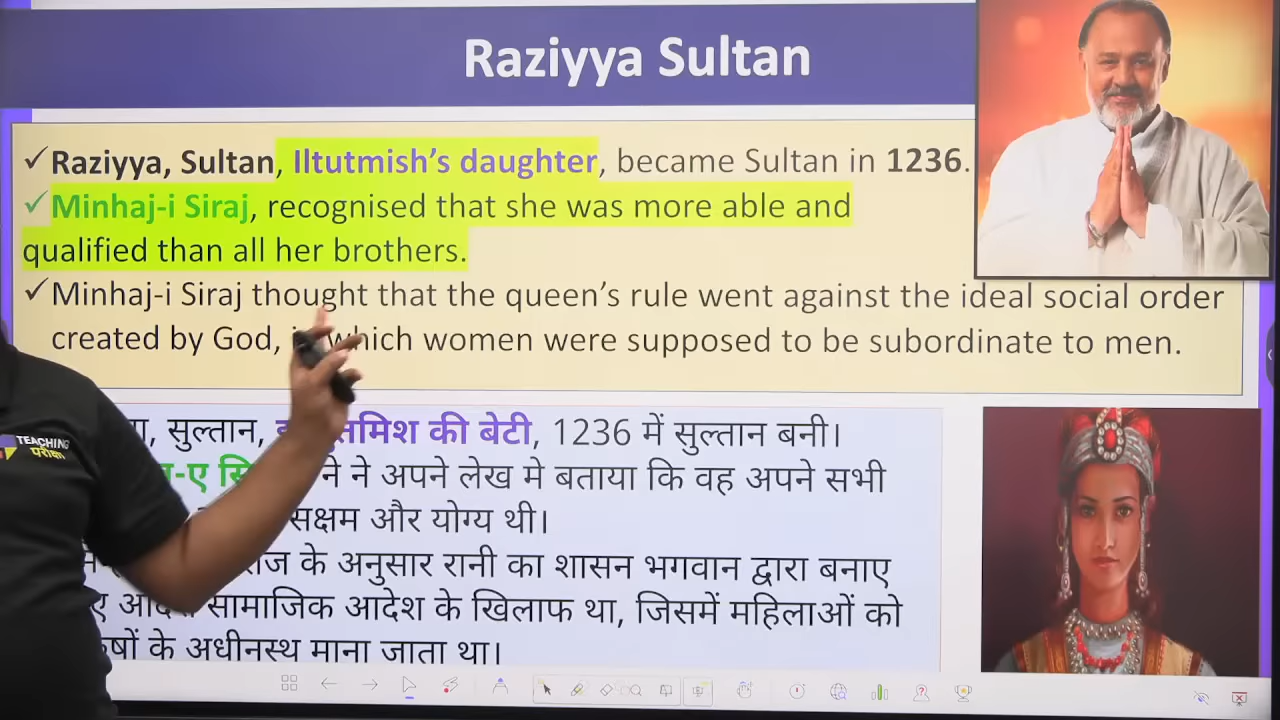 Raziyya Sultan
✓Raziyya, Sultan, Iltutmish’s daughter, became Sultan in 1236.
✓Minhaj-i Siraj, recognised that she was more able and
qualified than all her brothers.
✓Minhaj-i Siraj thought that the queen’s rule went against the ideal social order
created by God, which women were supposed to be subordinate to men.
सुल्तान, की बेटी, 1236 में सुल्तान बनी।
ने ने अपने लेख मे बताया कि वह अपने सभी
सक्षम और योग्य थी।
के अनुसार रानी का शासन भगवान द्वारा बनाए
सामाजिक आदेश के खिलाफ था, जिसमें महिलाओं को
के अधीनस्थ माना जाता था।
TEACHING
परीक्षा